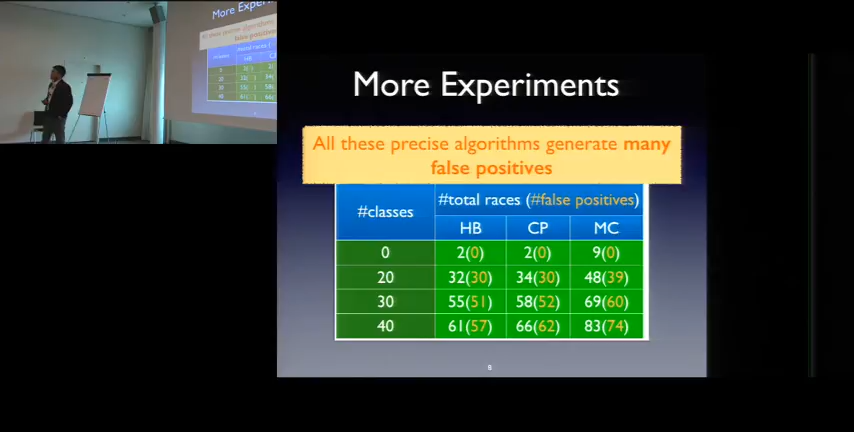 More Experiments
All these precise algorithms generate many
false positives
#classes
#total races (#false positives)
HB CP MC
0 2(0) 2(0) 9(0)
20 32(30) 34(30) 48(39)
30 55(51) 58(52) 69(60)
40 61(57) 66(62) 83(74)
8